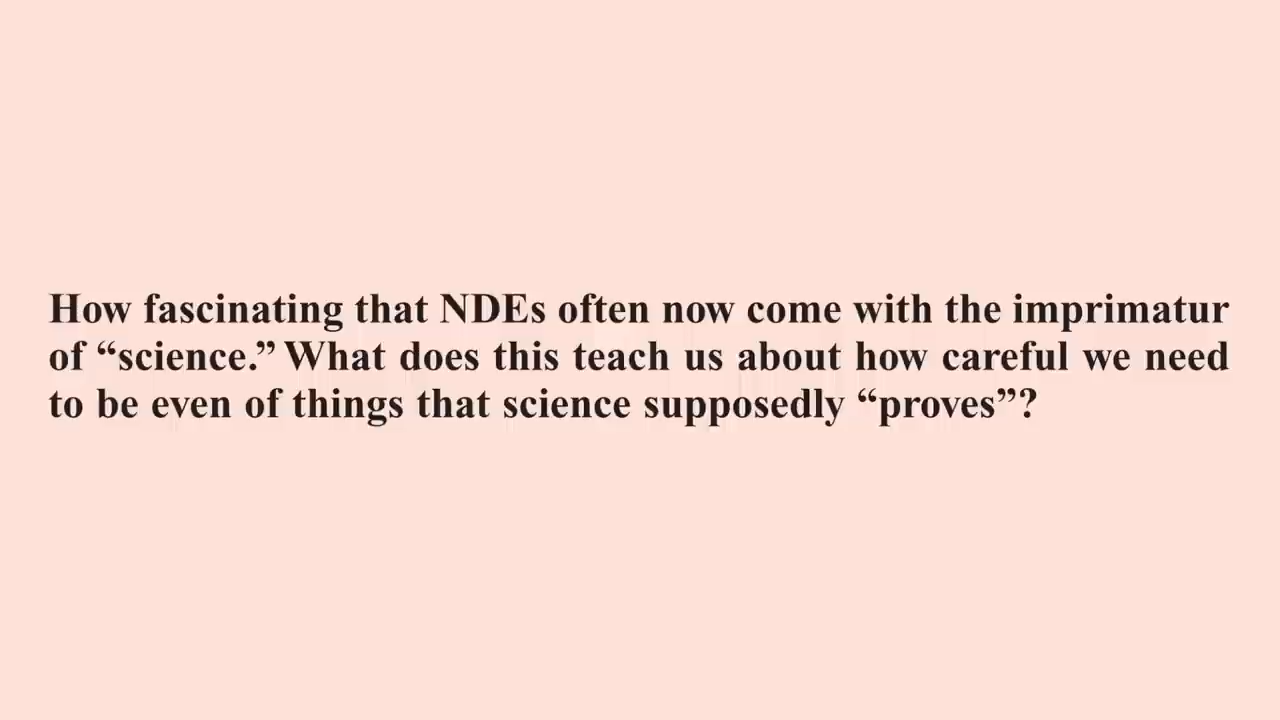 How fascinating that NDEs often now come with the imprimatur
of “science.” What does this teach us about how careful we need
to be even of things that science supposedly “proves”?